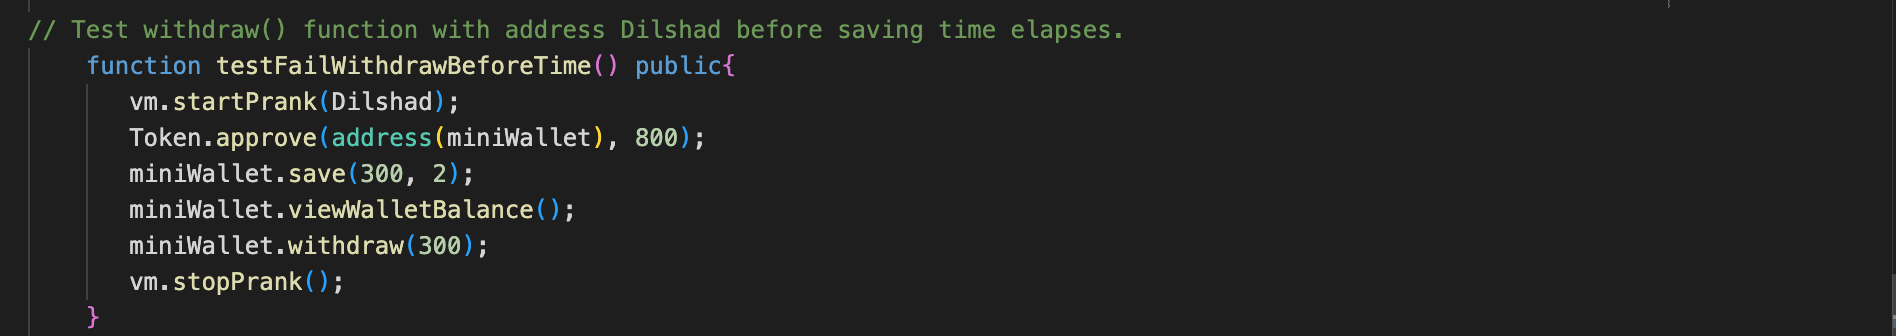 // Test withdraw() function with address Dilshad before saving time elapses.
function testFailWithdrawBeforeTime() public{
vm.startPrank(Dilshad);
Token.approve(address(miniWallet), 800);
miniWallet.save(300, 2);
miniWallet.viewWalletBalance();
miniWallet.withdraw(300);
vm.stopPrank();
}